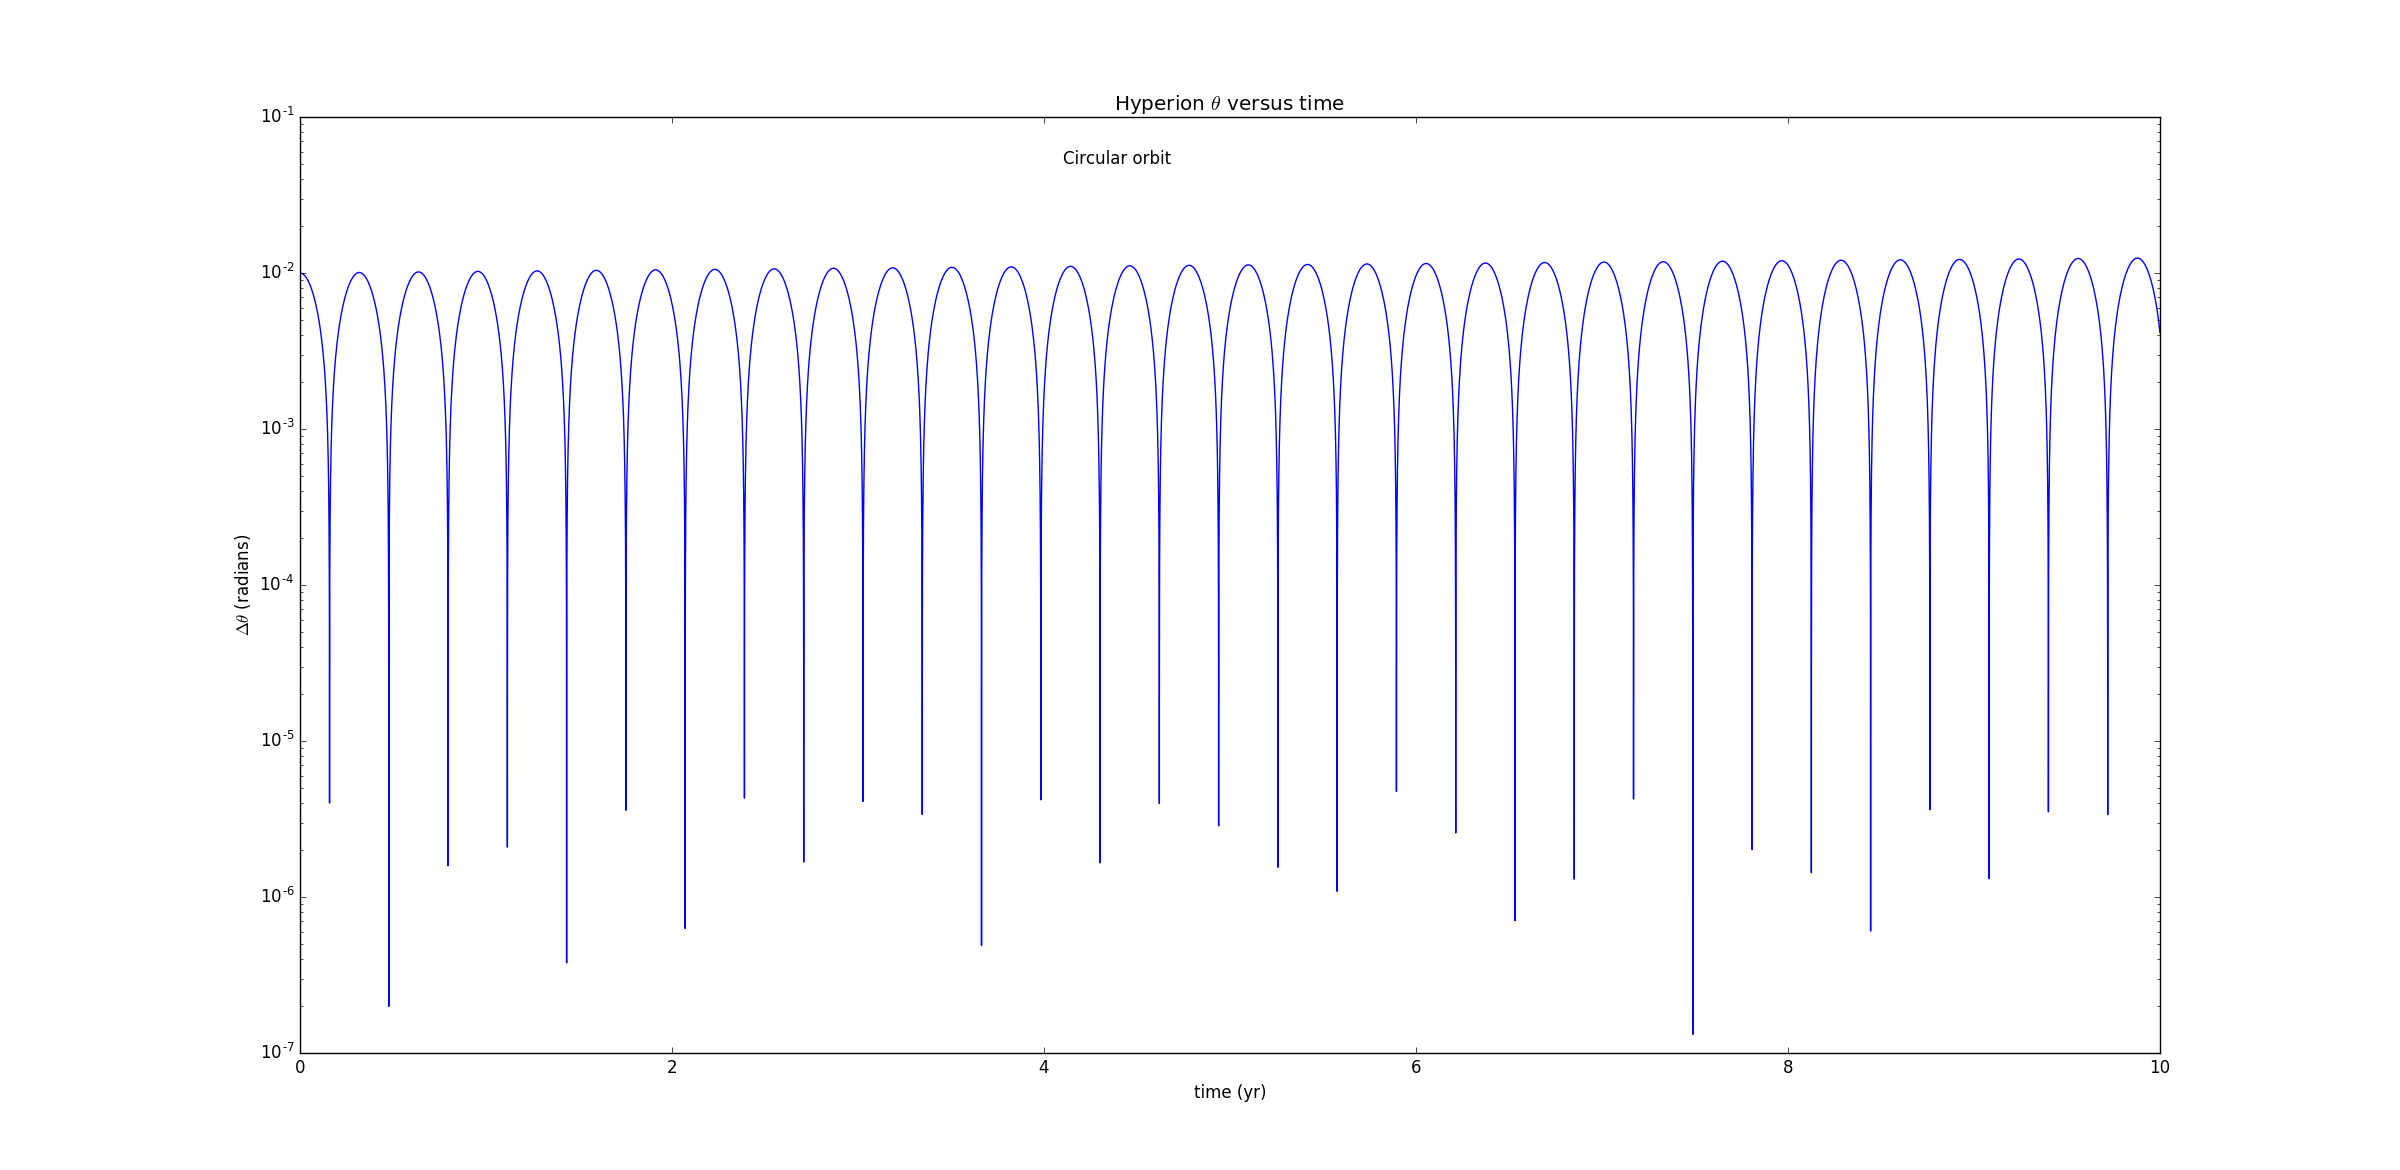 Hyperion θ versus time
Circular orbit
10^-1
10^-2
10^-3
10^-4
10^-5
10^-6
10^-7
Δθ (radians)
0 2 4 6 8 10
time (yr)